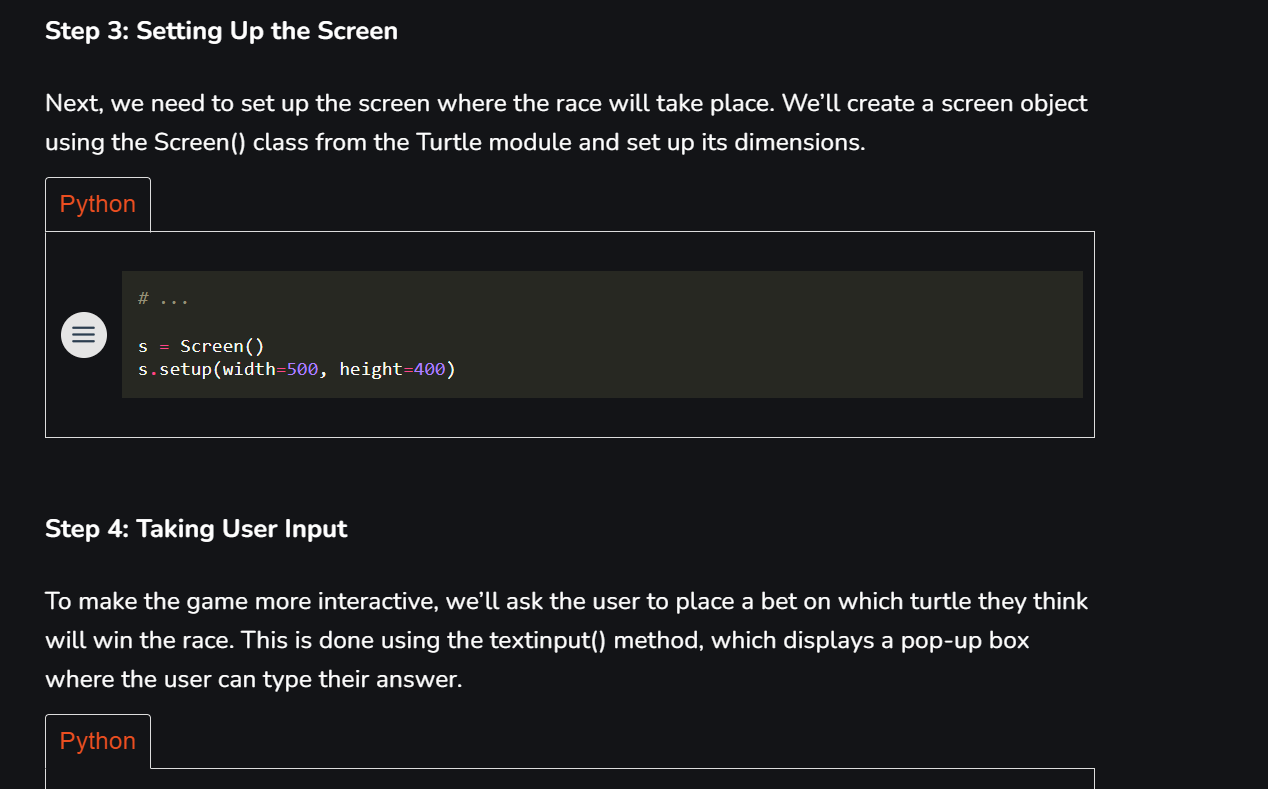 Step 3: Setting Up the Screen
Next, we need to set up the screen where the race will take place. We’ll create a screen object
using the Screen() class from the Turtle module and set up its dimensions.
Python
# ...
s = Screen()
s.setup(width=500, height=400)
Step 4: Taking User Input
To make the game more interactive, we’ll ask the user to place a bet on which turtle they think
will win the race. This is done using the textinput() method, which displays a pop-up box
where the user can type their answer.
Python